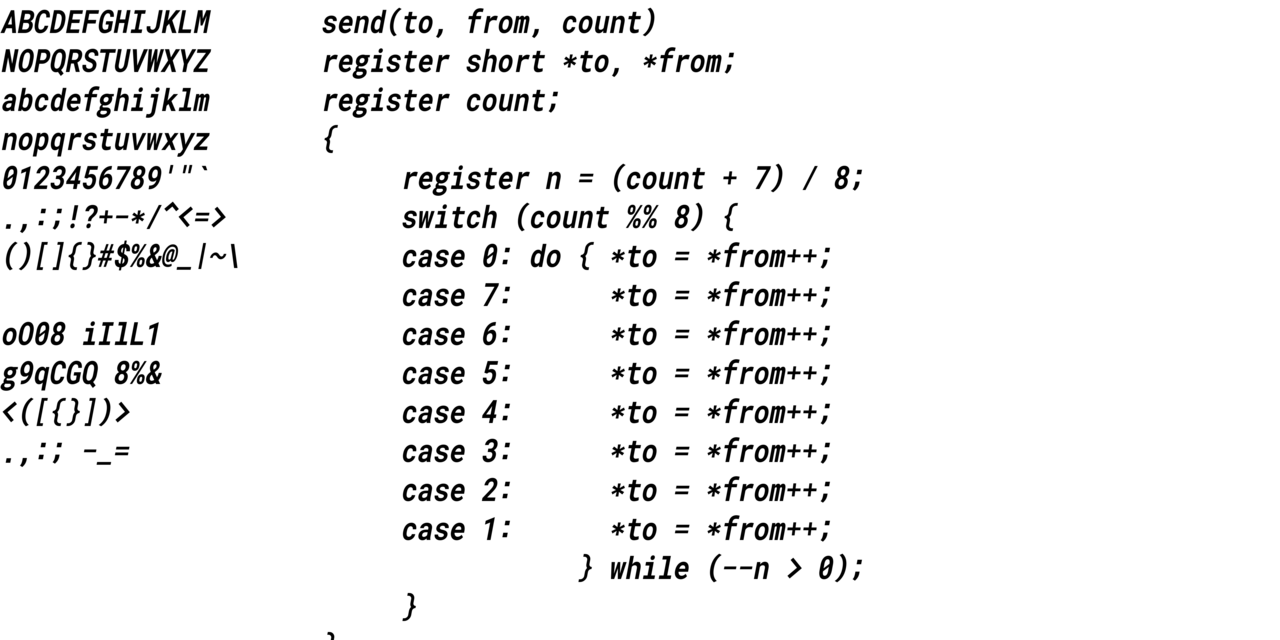 ABCDEFGHIJKLM
NOPQRSTUVWXYZ
abcdefghijklm
nopqrstuvwxyz
0123456789'"`
.,:;!?+-*/^<=>
()[]{}#$%&@_|~\
oO08 iIlL1
g9qCGQ 8%&
<([{}])>
.,:; -_=
send(to, from, count)
register short *to, *from;
register count;
{
register n = (count + 7) / 8;
switch (count %% 8) {
case 0: do { *to = *from++;
case 7: *to = *from++;
case 6: *to = *from++;
case 5: *to = *from++;
case 4: *to = *from++;
case 3: *to = *from++;
case 2: *to = *from++;
case 1: *to = *from++;
} while (--n > 0);
}